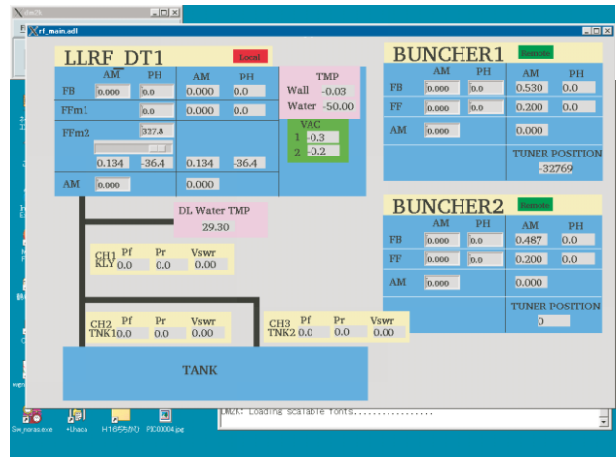 dm2k
rf_main.adl
LLRF_DT1 Local
AM PH AM PH
FB 0.000 0.0 0.000 0.0
FFm1 0.0 0.000 0.0
FFm2 327.4
0.134 -36.4 0.134 -36.4
AM 0.000 0.000
TMP
Wall -0.03
Water -50.00
VAC
1 -0.3
2 -0.2
DL Water TMP
29.30
CH1 Pf Pr Vswr
KLY 0.0 0.0 0.00
CH2 Pf Pr Vswr
TNK1 0.0 0.0 0.00
CH3 Pf Pr Vswr
TNK2 0.0 0.0 0.00
TANK
BUNCHER1 Remote
AM PH AM PH
FB 0.000 0.0 0.530 0.0
FF 0.000 0.0 0.200 0.0
AM 0.000 0.000
TUNER POSITION
-32769
BUNCHER2 Remote
AM PH AM PH
FB 0.000 0.0 0.487 0.0
FF 0.000 0.0 0.200 0.0
AM 0.000 0.000
TUNER POSITION
0
DM2K: Loading scalable fonts.................
Sw_noras.exe +Lhaca PIC00004.jpg